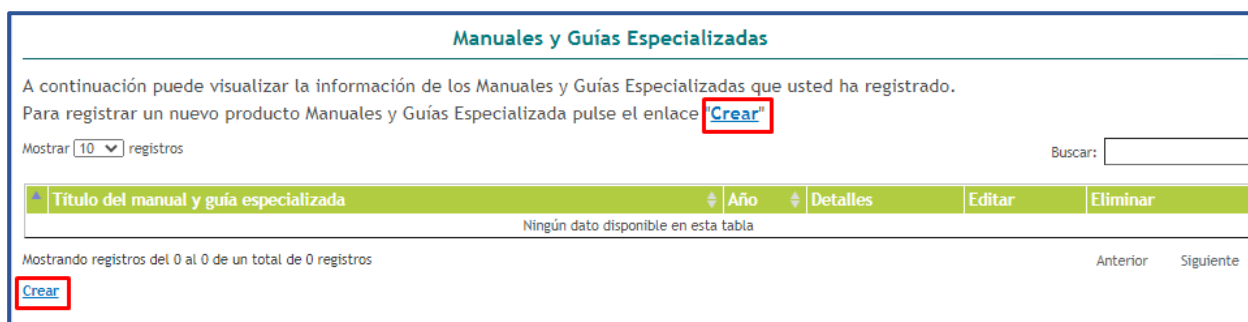 Manuales y Guías Especializadas
A continuación puede visualizar la información de los Manuales y Guías Especializadas que usted ha registrado.
Para registrar un nuevo producto Manuales y Guías Especializada pulse el enlace "Crear"
Mostrar 10 registros Buscar:
Título del manual y guía especializada Año Detalles Editar Eliminar
Ningún dato disponible en esta tabla
Mostrando registros del 0 al 0 de un total de 0 registros Anterior Siguiente
Crear